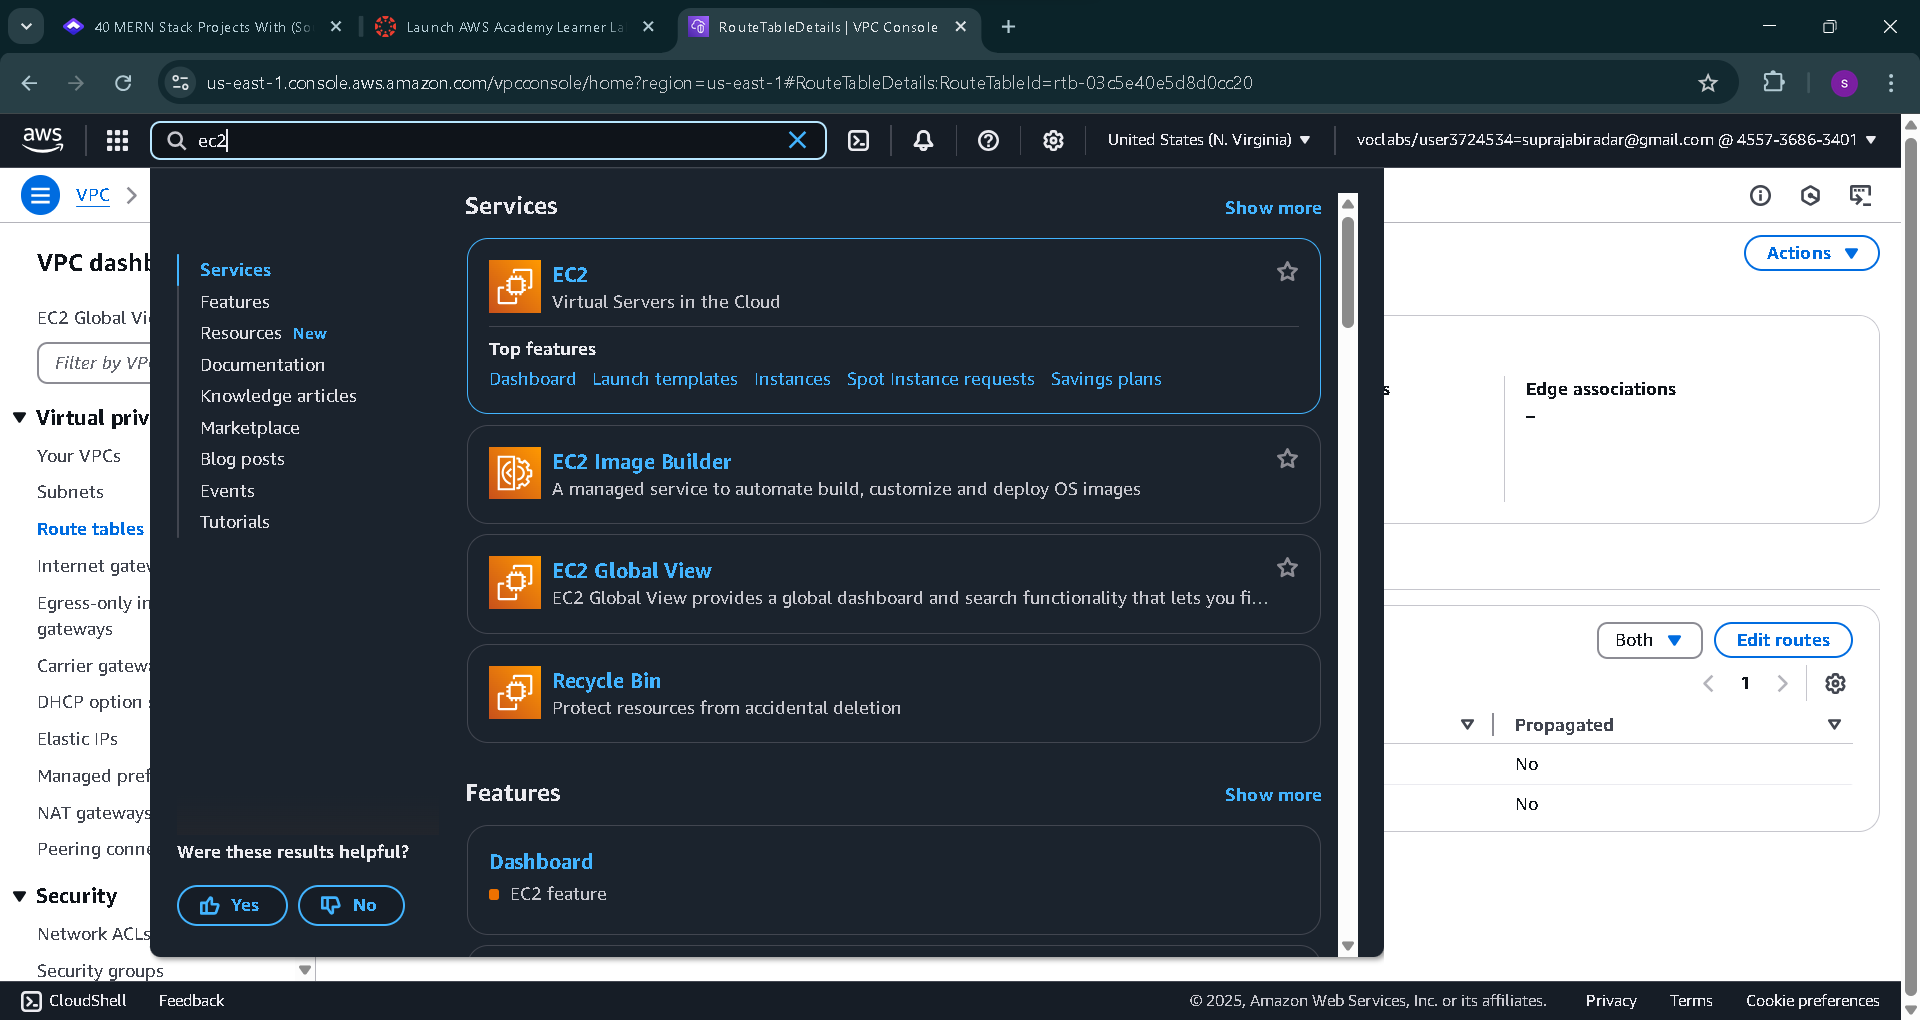 40 MERN Stack Projects With (So
Launch AWS Academy Learner La
RouteTableDetails | VPC Console
us-east-1.console.aws.amazon.com/vpcconsole/home?region=us-east-1#RouteTableDetails:RouteTableId=rtb-03c5e40e5d8d0cc20
s
aws
ec2
United States (N. Virginia)
voclabs/user3724534=suprajabiradar@gmail.com @ 4557-3686-3401
VPC
VPC dashb
EC2 Global Vi
Filter by VP
Virtual priv
Your VPCs
Subnets
Route tables
Internet gatew
Egress-only in
gateways
Carrier gatewa
DHCP option s
Elastic IPs
Managed pref
NAT gateways
Peering conne
Security
Network ACLs
Security groups
Services
Features
Resources New
Documentation
Knowledge articles
Marketplace
Blog posts
Events
Tutorials
Were these results helpful?
Yes
No
Services
Show more
EC2
Virtual Servers in the Cloud
Top features
Dashboard Launch templates Instances Spot Instance requests Savings plans
EC2 Image Builder
A managed service to automate build, customize and deploy OS images
EC2 Global View
EC2 Global View provides a global dashboard and search functionality that lets you fi...
Recycle Bin
Protect resources from accidental deletion
Features
Show more
Dashboard
EC2 feature
Actions
s
Edge associations
–
Both
Edit routes
1
Propagated
No
No
CloudShell
Feedback
© 2025, Amazon Web Services, Inc. or its affiliates.
Privacy
Terms
Cookie preferences